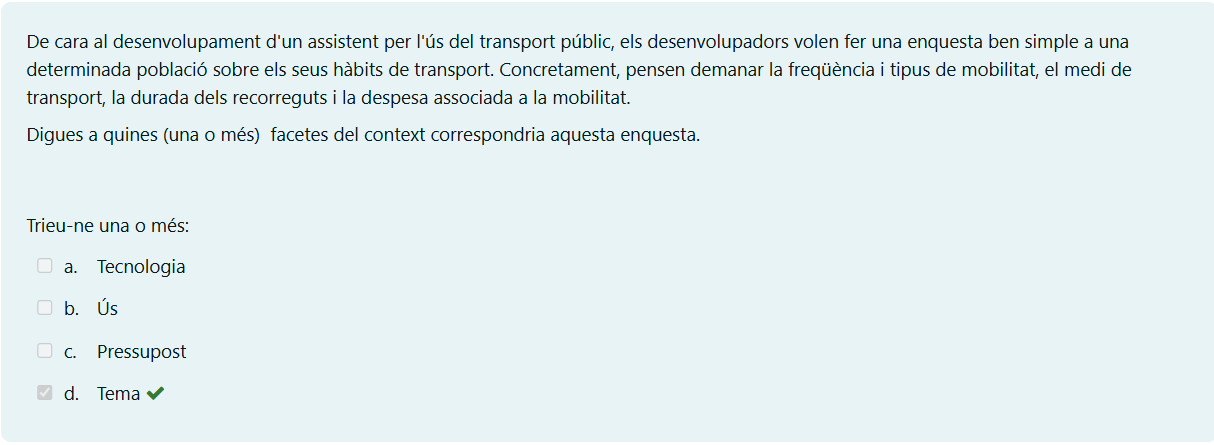 De cara al desenvolupament d'un assistent per l'ús del transport públic, els desenvolupadors volen fer una enquesta ben simple a una
determinada població sobre els seus hàbits de transport. Concretament, pensen demanar la freqüència i tipus de mobilitat, el medi de
transport, la durada dels recorreguts i la despesa associada a la mobilitat.
Digues a quines (una o més)  facetes del context correspondria aquesta enquesta.
Trieu-ne una o més:
a. Tecnologia
b. Ús
c. Pressupost
d. Tema